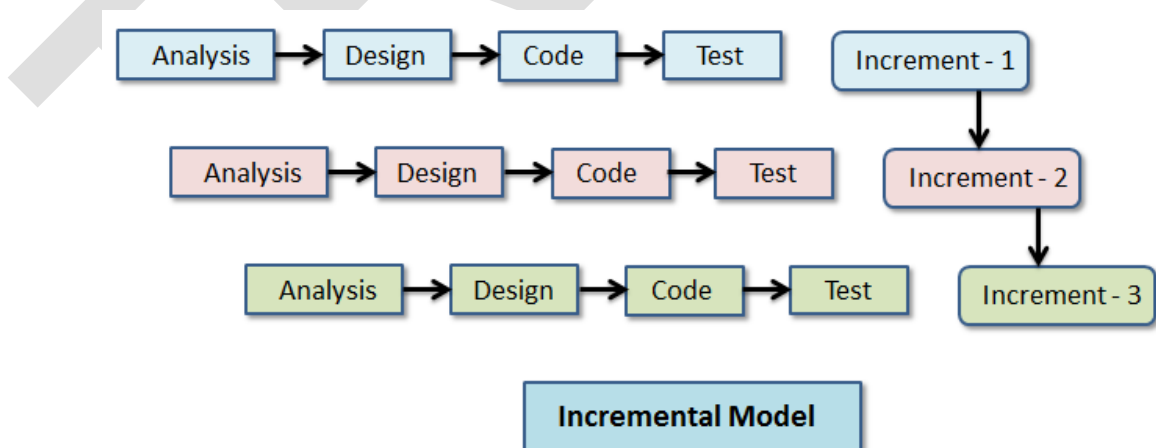 Analysis Design Code Test Increment - 1
Analysis Design Code Test Increment - 2
Analysis Design Code Test Increment - 3
Incremental Model